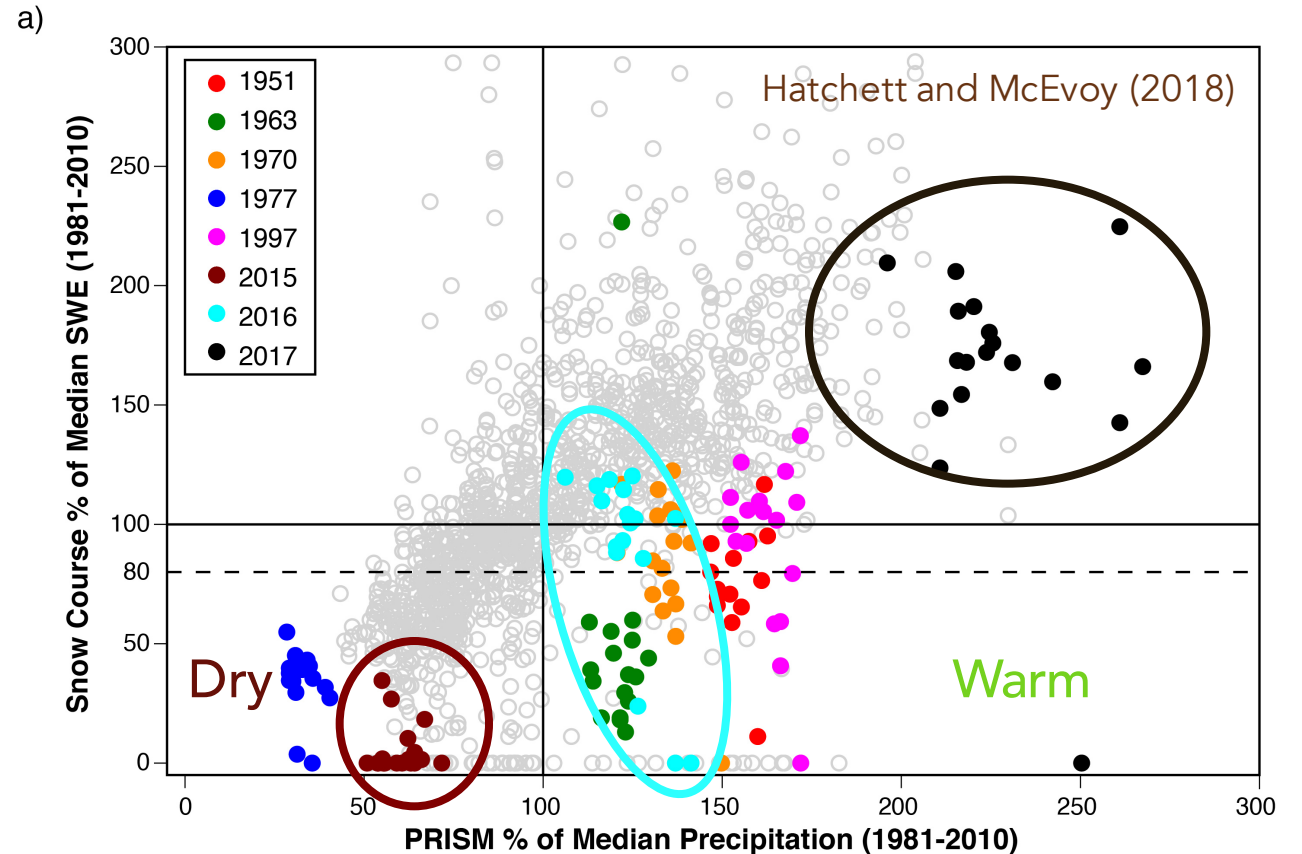 a)
Hatchett and McEvoy (2018)
1951
1963
1970
1977
1997
2015
2016
2017
Snow Course % of Median SWE (1981-2010)
300
250
200
150
100
80
50
0
Dry
Warm
0 50 100 150 200 250 300
PRISM % of Median Precipitation (1981-2010)